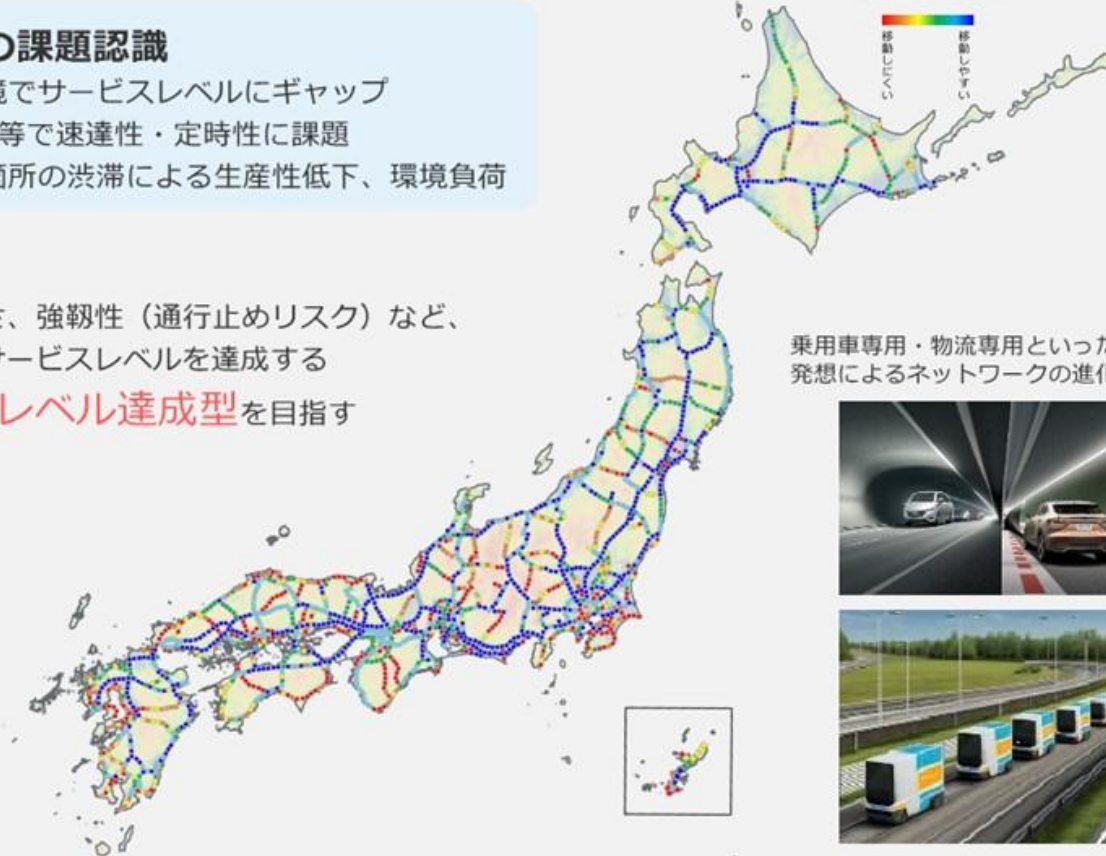 の課題認識
境でサービスレベルにギャップ
等で速達性・定時性に課題
箇所の渋滞による生産性低下、環境負荷
移動しにくい
移動しやすい
さ、強靱性（通行止めリスク）など、
サービスレベルを達成する
レベル達成型を目指す
乗用車専用・物流専用といった
発想によるネットワークの進化